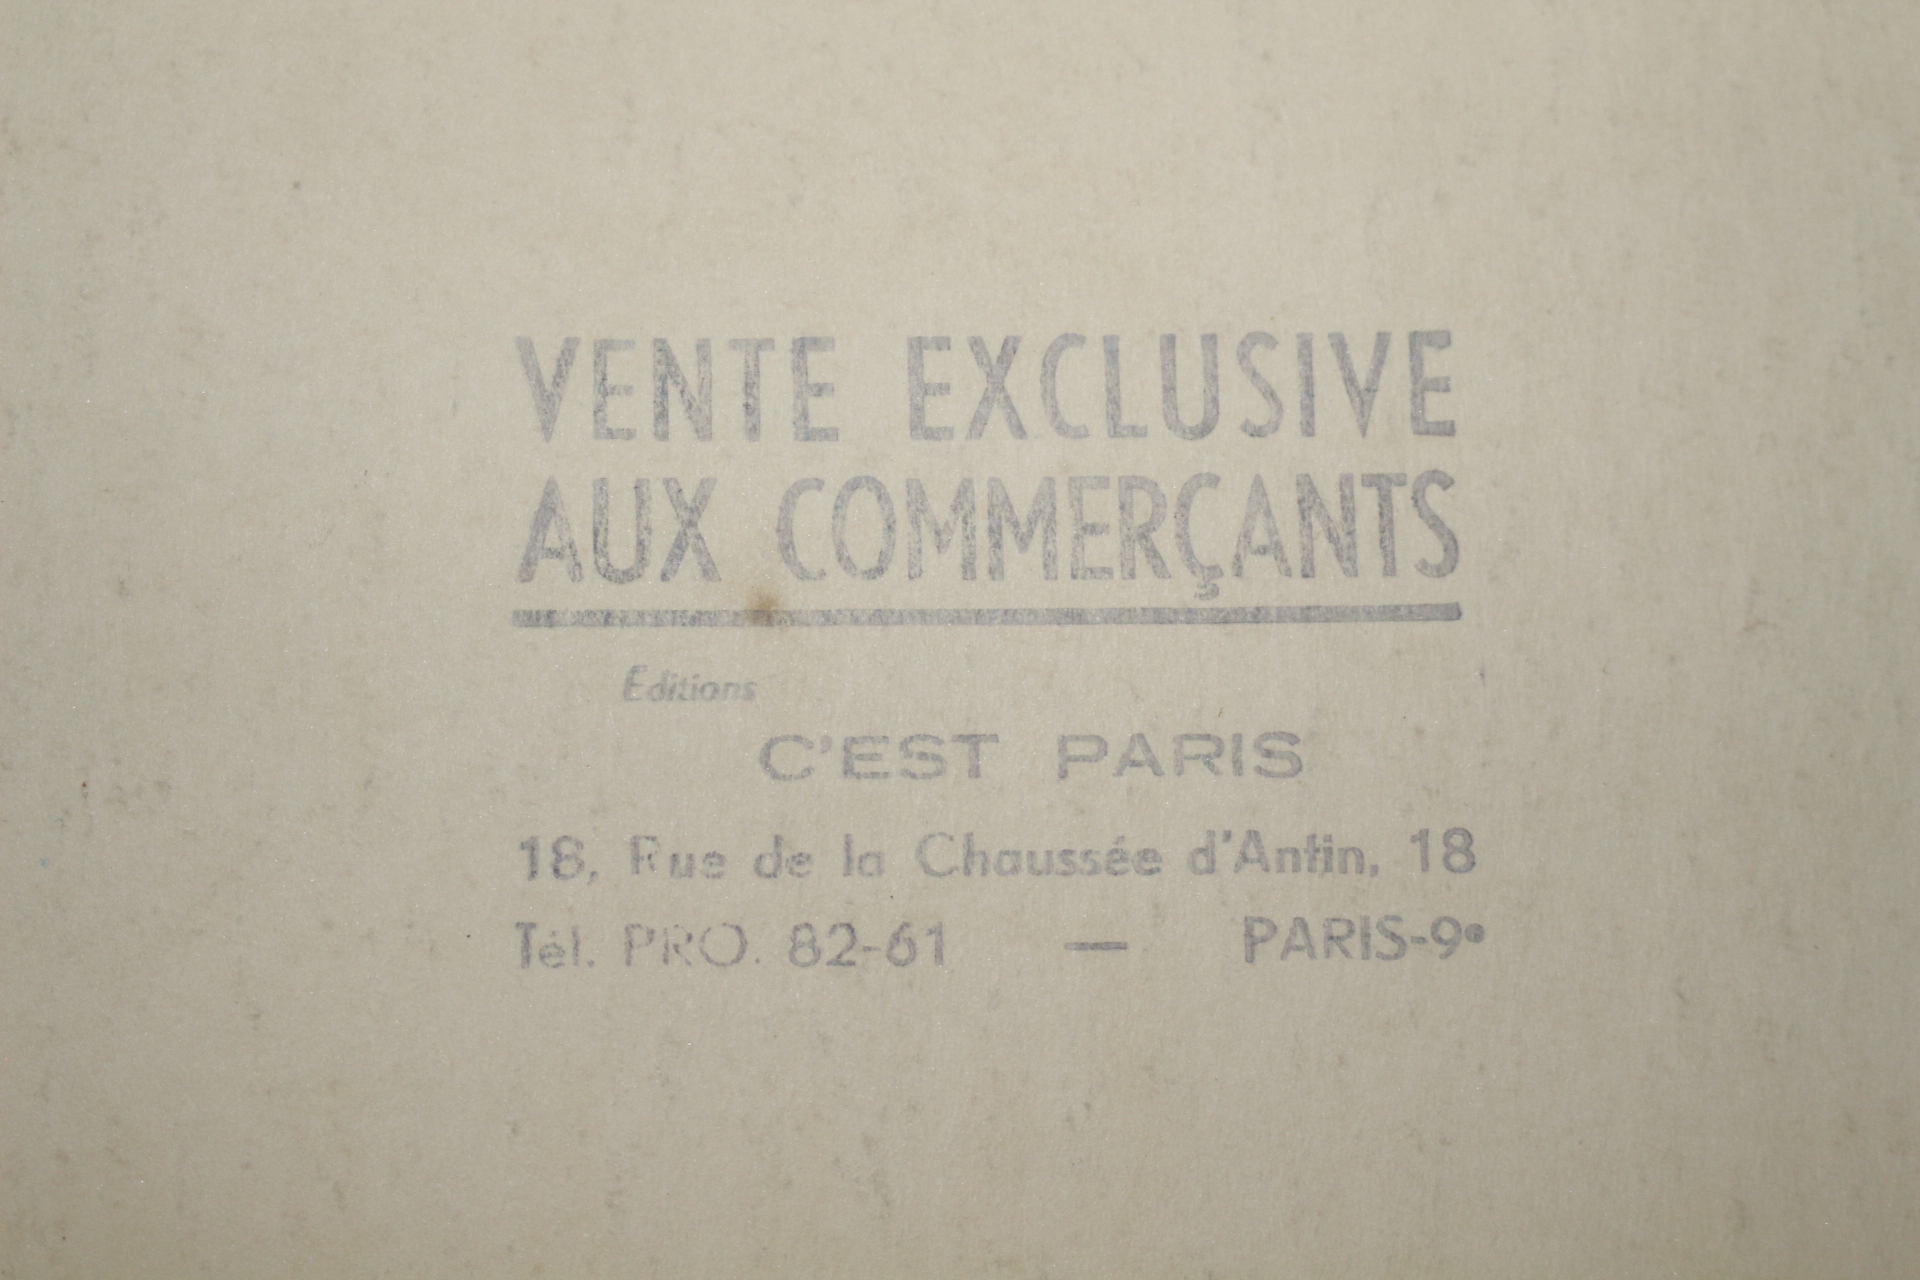 VENTE EXCLUSIVE
AUX COMMERÇANTS
Editions
C'EST PARIS
18, Rue de la Chaussée d'Antin, 18
Tél. PRO. 82-61 — PARIS-9e